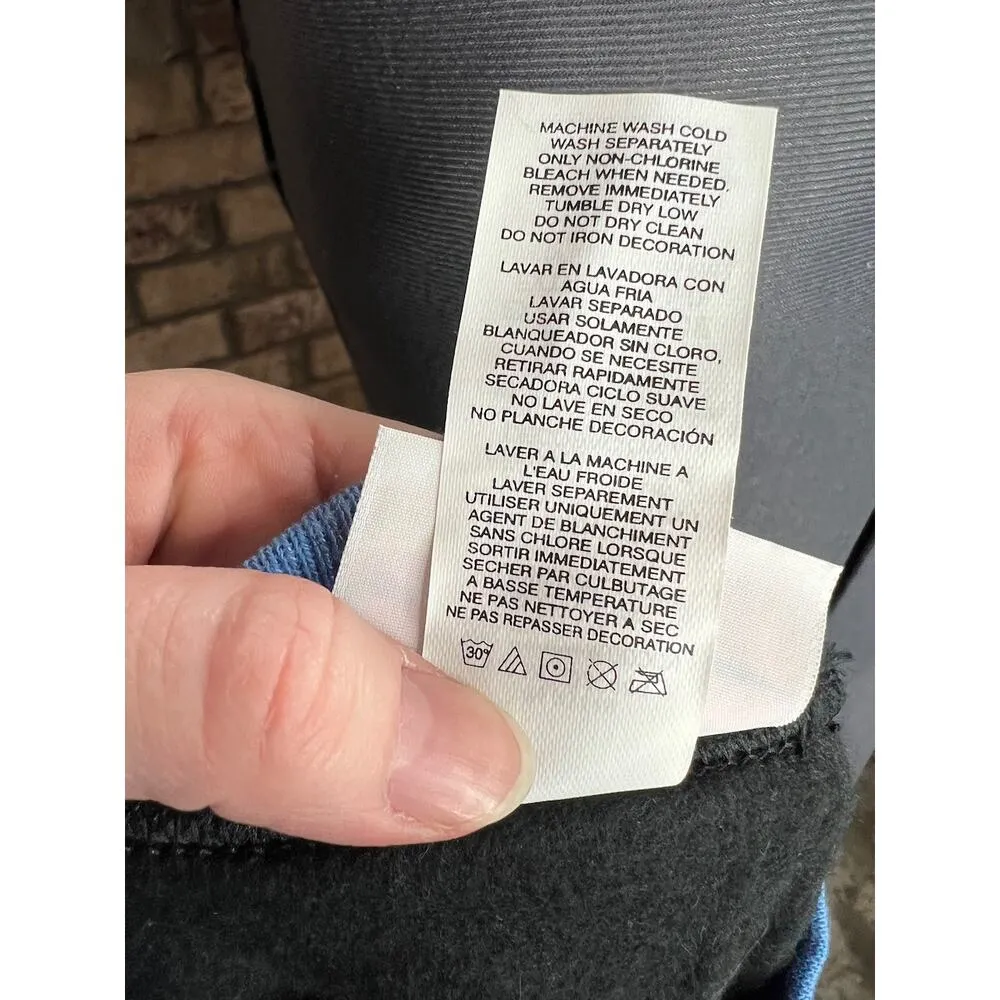 MACHINE WASH COLD
WASH SEPARATELY
ONLY NON-CHLORINE
BLEACH WHEN NEEDED.
REMOVE IMMEDIATELY
TUMBLE DRY LOW
DO NOT DRY CLEAN
DO NOT IRON DECORATION
LAVAR EN LAVADORA CON
AGUA FRIA
LAVAR SEPARADO
USAR SOLAMENTE
BLANQUEADOR SIN CLORO,
CUANDO SE NECESITE
RETIRAR RAPIDAMENTE
SECADORA CICLO SUAVE
NO LAVE EN SECO
NO PLANCHE DECORACIÓN
LAVER A LA MACHINE A
L'EAU FROIDE
LAVER SEPAREMENT
UTILISER UNIQUEMENT UN
AGENT DE BLANCHIMENT
SANS CHLORE LORSQUE
SORTIR IMMEDIATEMENT
SECHER PAR CULBUTAGE
A BASSE TEMPERATURE
NE PAS NETTOYER A SEC
NE PAS REPASSER DECORATION
30°